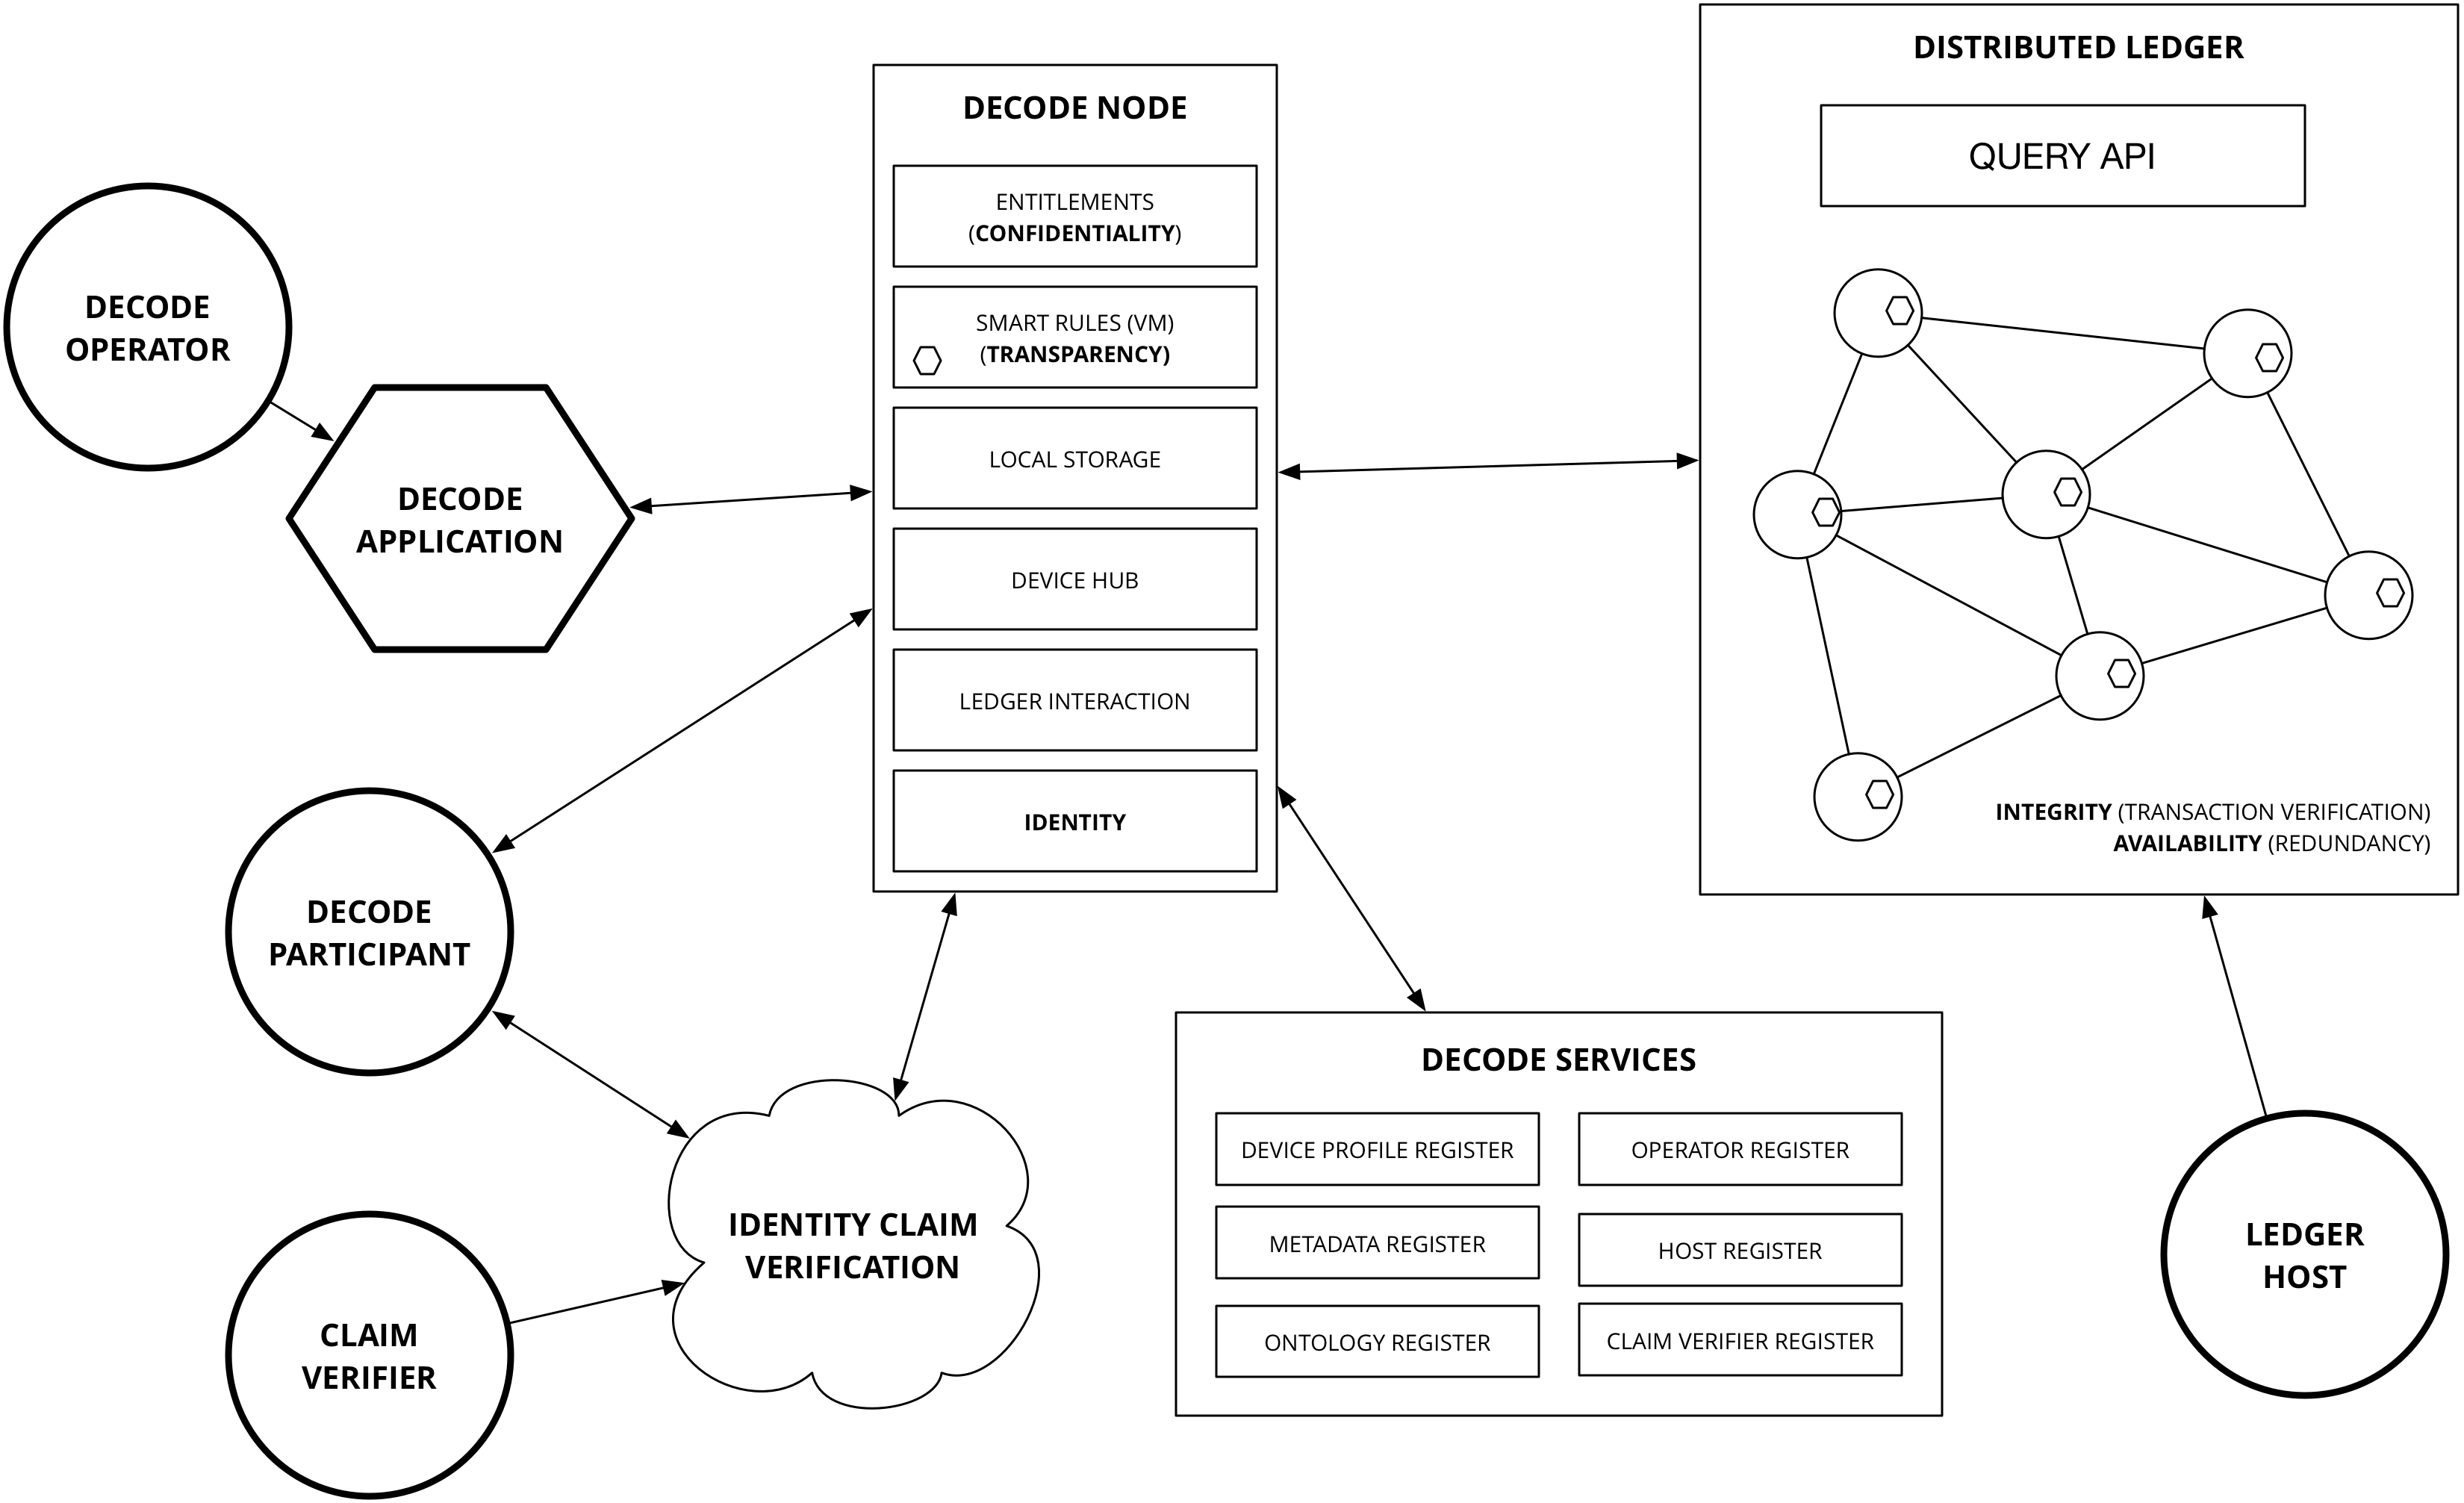 DISTRIBUTED LEDGER
QUERY API
INTEGRITY (TRANSACTION VERIFICATION)
AVAILABILITY (REDUNDANCY)
DECODE NODE
ENTITLEMENTS
(CONFIDENTIALITY)
SMART RULES (VM)
(TRANSPARENCY)
LOCAL STORAGE
DEVICE HUB
LEDGER INTERACTION
IDENTITY
DECODE
OPERATOR
DECODE
APPLICATION
DECODE
PARTICIPANT
CLAIM
VERIFIER
IDENTITY CLAIM
VERIFICATION
DECODE SERVICES
DEVICE PROFILE REGISTER
OPERATOR REGISTER
METADATA REGISTER
HOST REGISTER
ONTOLOGY REGISTER
CLAIM VERIFIER REGISTER
LEDGER
HOST